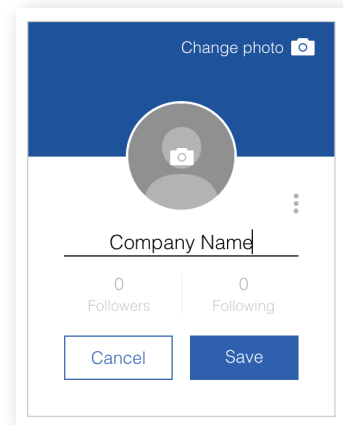 Change photo
Company Name
0 0
Followers Following
Cancel Save